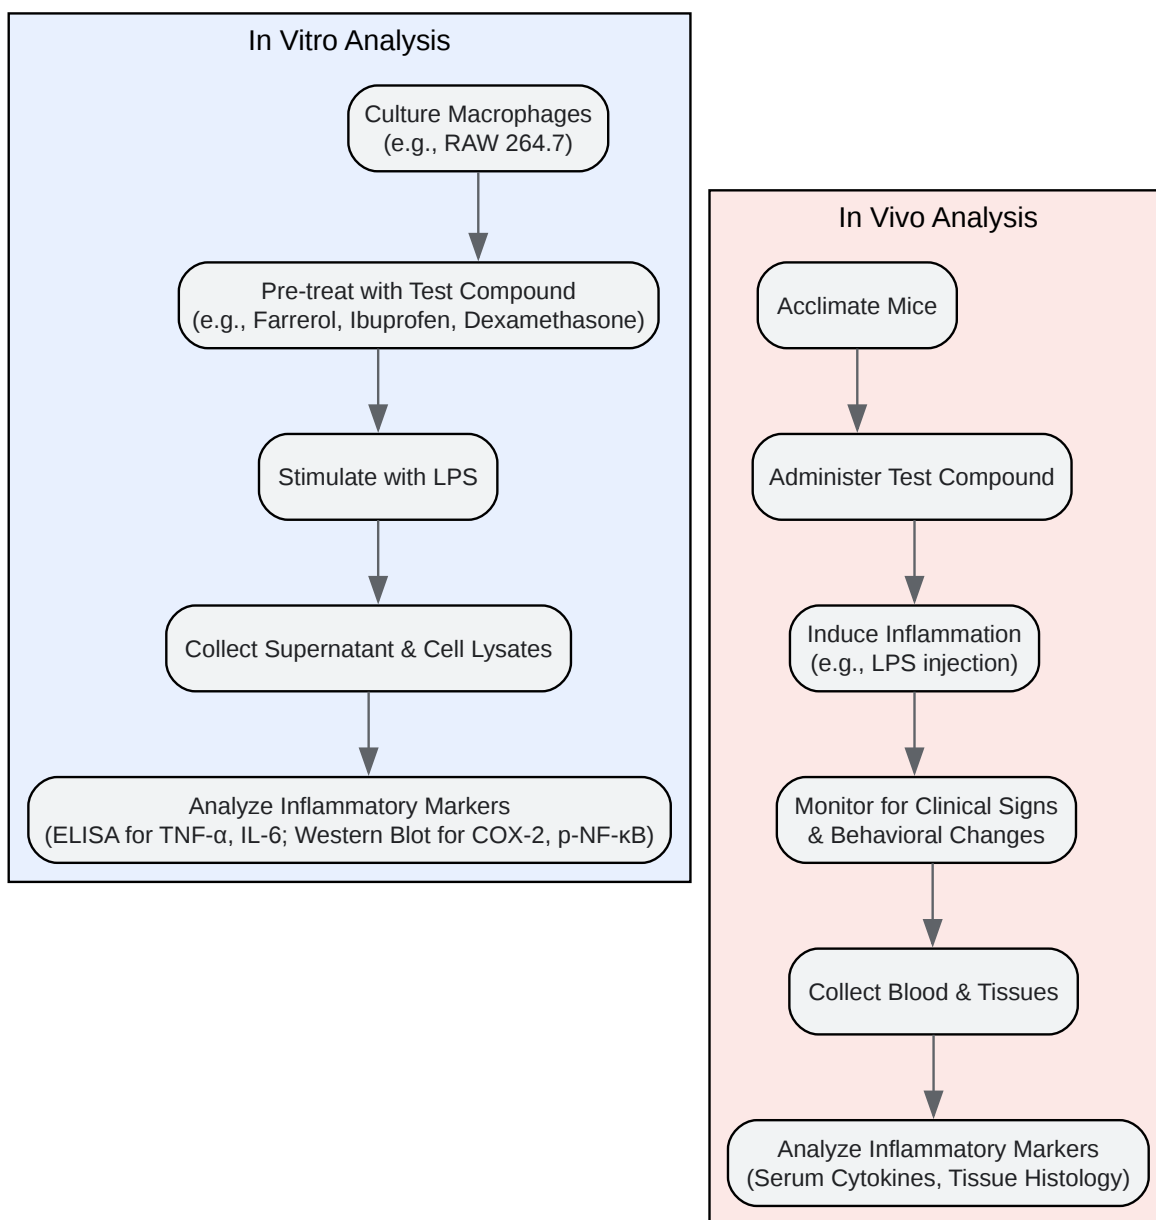 In Vitro Analysis
Culture Macrophages
(e.g., RAW 264.7)
Pre-treat with Test Compound
(e.g., Farrerol, Ibuprofen, Dexamethasone)
Stimulate with LPS
Collect Supernatant & Cell Lysates
Analyze Inflammatory Markers
(ELISA for TNF-α, IL-6; Western Blot for COX-2, p-NF-κB)
In Vivo Analysis
Acclimate Mice
Administer Test Compound
Induce Inflammation
(e.g., LPS injection)
Monitor for Clinical Signs
& Behavioral Changes
Collect Blood & Tissues
Analyze Inflammatory Markers
(Serum Cytokines, Tissue Histology)